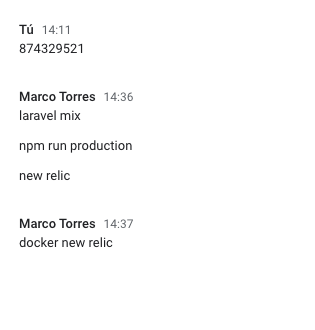 Tú 14:11
874329521
Marco Torres 14:36
laravel mix
npm run production
new relic
Marco Torres 14:37
docker new relic